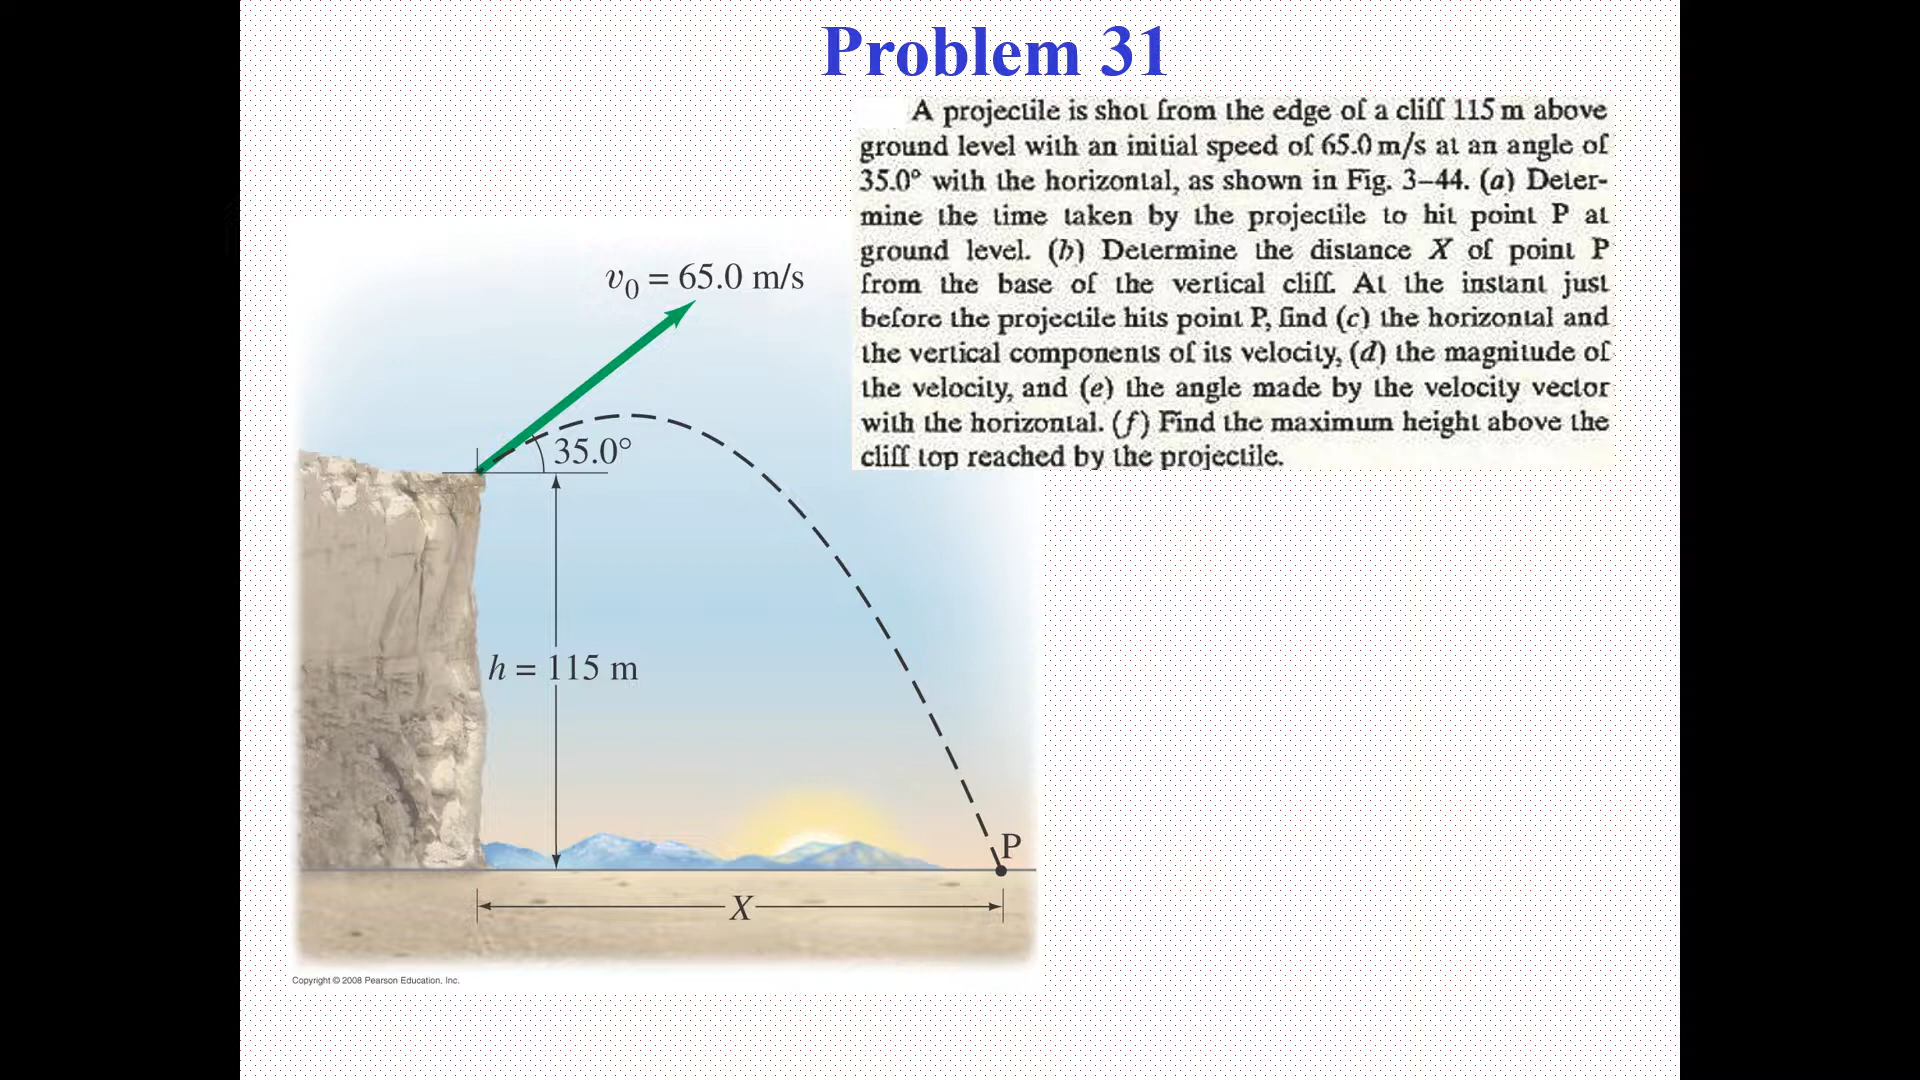 Problem 31
A projectile is shot from the edge of a cliff 115 m above
ground level with an initial speed of 65.0 m/s at an angle of
35.0° with the horizontal, as shown in Fig. 3–44. (a) Deter-
mine the time taken by the projectile to hit point P at
ground level. (b) Determine the distance X of point P
from the base of the vertical cliff. At the instant just
before the projectile hits point P, find (c) the horizontal and
the vertical components of its velocity, (d) the magnitude of
the velocity, and (e) the angle made by the velocity vector
with the horizontal. (f) Find the maximum height above the
cliff top reached by the projectile.
v₀ = 65.0 m/s
35.0°
h = 115 m
P
X
Copyright © 2008 Pearson Education, Inc.